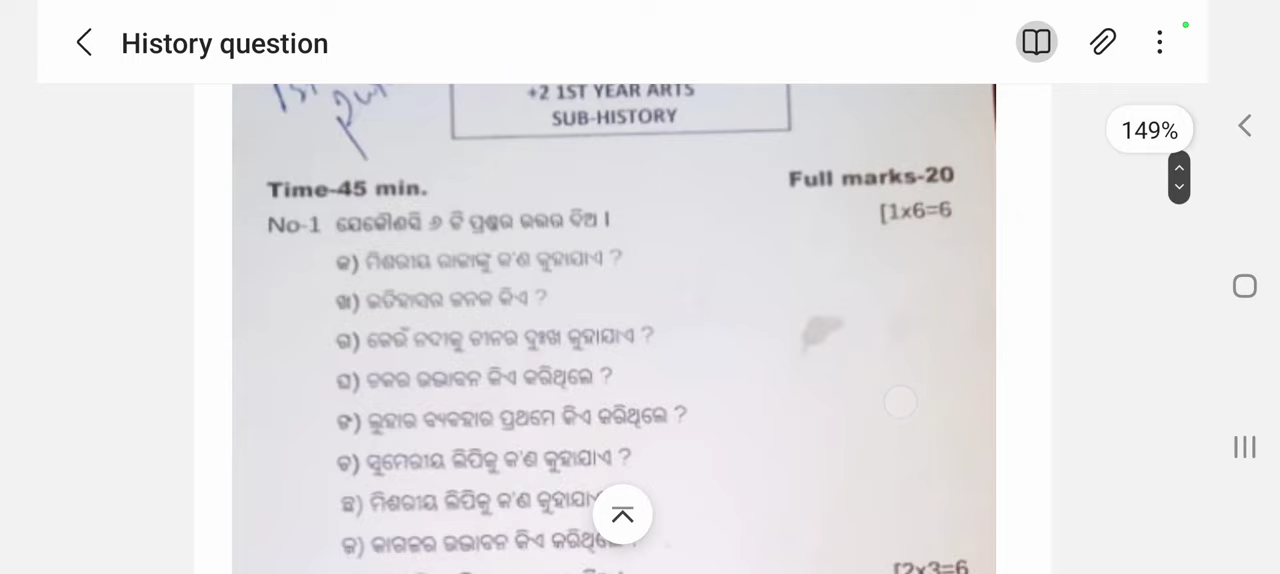 History question
149%
1st
+2 1ST YEAR ARTS
SUB-HISTORY
Time-45 min.
Full marks-20
No-1 ଯେକୌଣସି ୬ ଟି ପ୍ରଶ୍ନର ଉତ୍ତର ଦିଅ ।
[1x6=6
କ) ମିଶରୀୟ ରାଜାଙ୍କୁ କ'ଣ କୁହାଯାଏ ?
ଖ) ଇତିହାସର ଜନକ କିଏ ?
ଗ) କେଉଁ ନଦୀକୁ ଚୀନର ଦୁଃଖ କୁହାଯାଏ ?
ଘ) ଚକର ଉଦ୍ଭାବନ କିଏ କରିଥିଲେ ?
ଙ) ଲୁହାର ବ୍ୟବହାର ପ୍ରଥମେ କିଏ କରିଥିଲେ ?
ଚ) ସୁମେରୀୟ ଲିପିକୁ କ'ଣ କୁହାଯାଏ ?
ଛ) ମିଶରୀୟ ଲିପିକୁ କ'ଣ
ଜ) କାଗଜର ଉଦ୍ଭାବନ କିଏ
[2x3=6